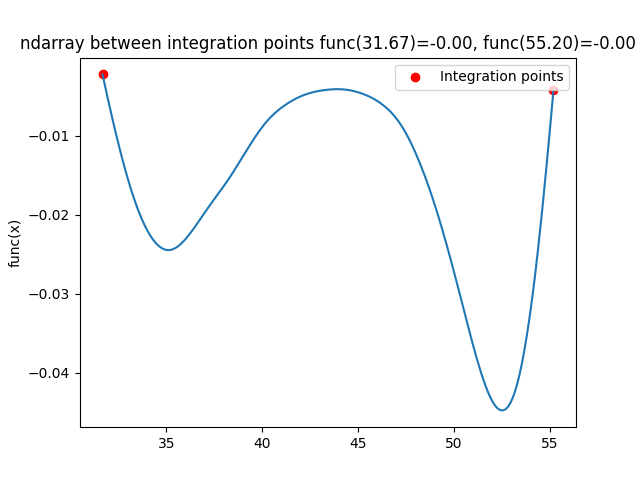 ndarray between integration points func(31.67)=-0.00, func(55.20)=-0.00
Integration points
func(x)
−0.01
−0.02
−0.03
−0.04
35 40 45 50 55